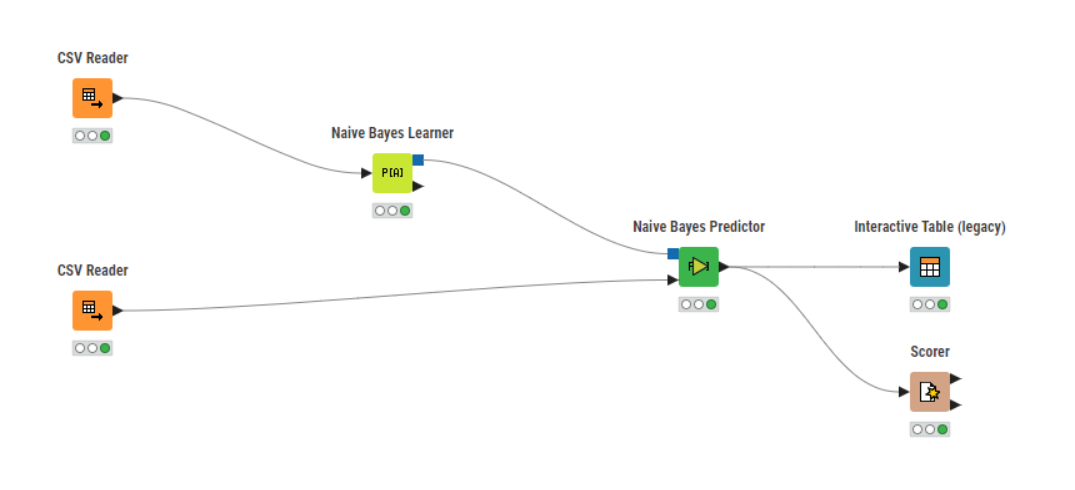 CSV Reader
Naive Bayes Learner
P[A]
CSV Reader
Naive Bayes Predictor
Interactive Table (legacy)
Scorer